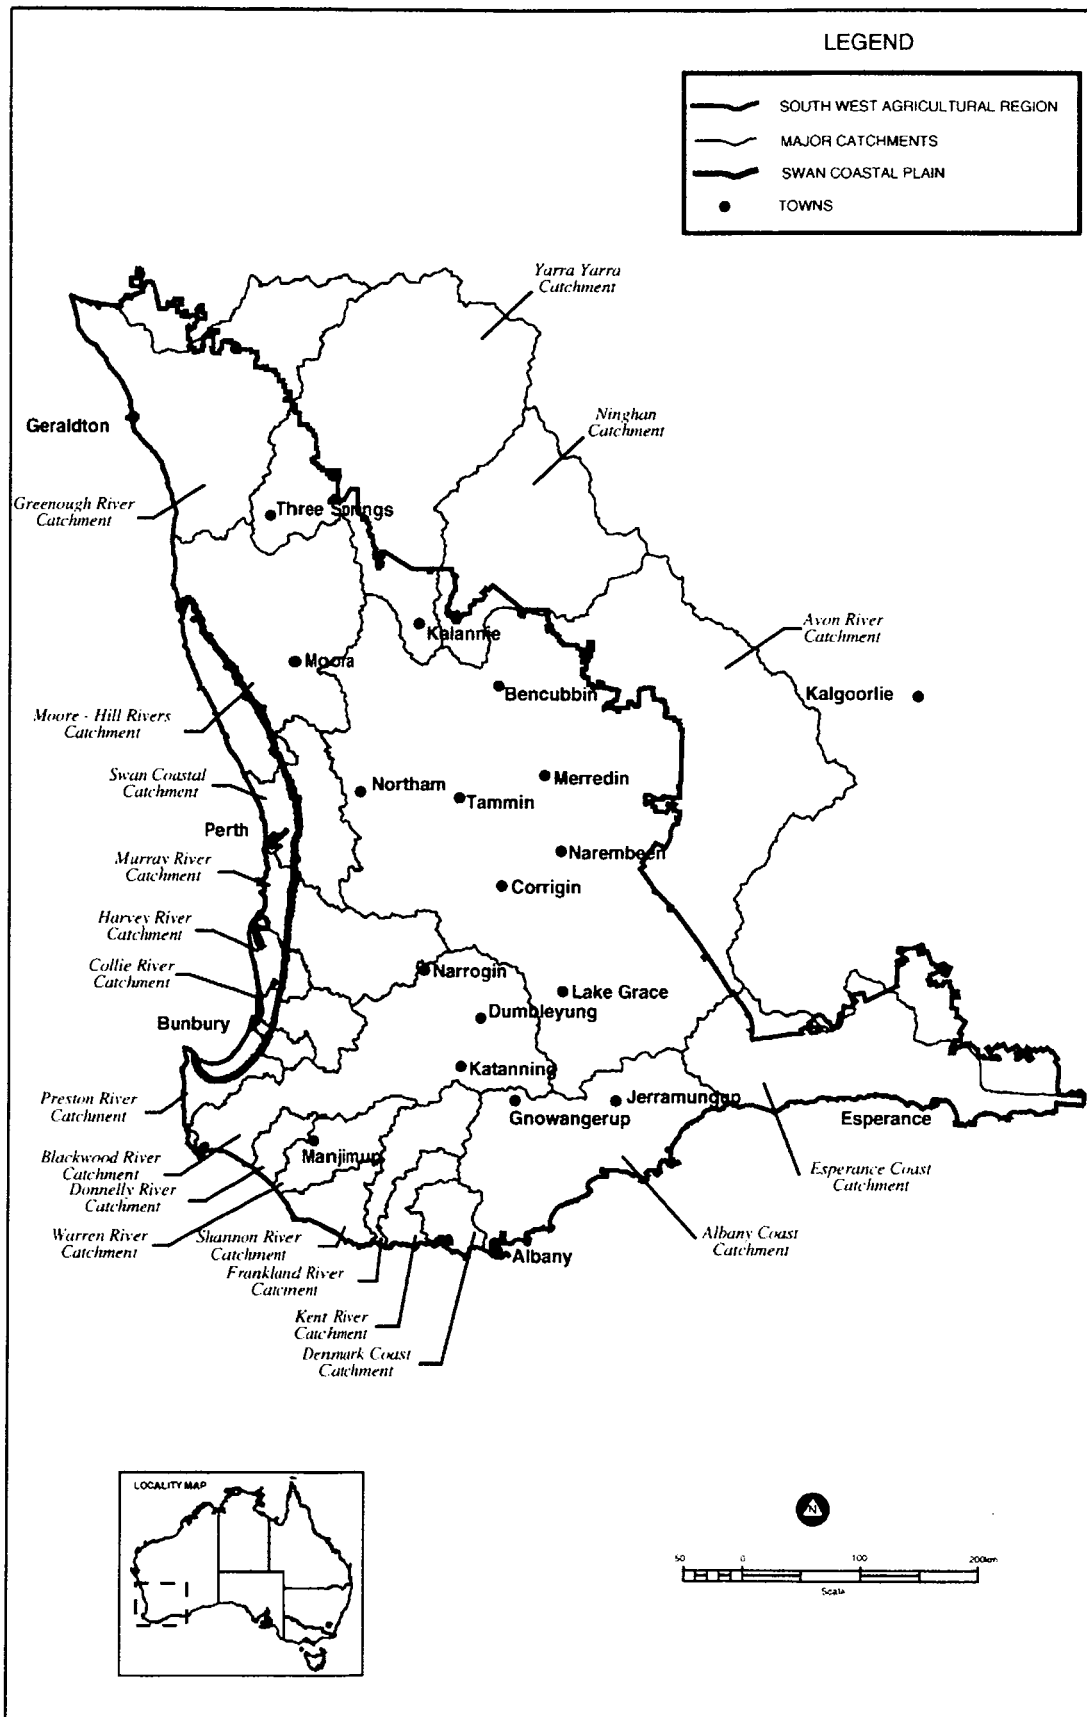 LEGEND
SOUTH WEST AGRICULTURAL REGION
MAJOR CATCHMENTS
SWAN COASTAL PLAIN
TOWNS
Yarra Yarra
Catchment
Ninghan
Catchment
Geraldton
Greenough River
Catchment
Three Springs
Avon River
Catchment
Kalannie
Moora
Bencubbin
Kalgoorlie
Moore - Hill Rivers
Catchment
Swan Coastal
Catchment
Northam
Merredin
Tammin
Perth
Murray River
Catchment
Narembeen
Corrigin
Harvey River
Catchment
Collie River
Catchment
Narrogin
Lake Grace
Bunbury
Dumbleyung
Katanning
Preston River
Catchment
Gnowangerup
Jerramungup
Esperance
Blackwood River
Catchment
Manjimup
Donnelly River
Catchment
Esperance Coast
Catchment
Warren River
Catchment
Shannon River
Catchment
Albany Coast
Catchment
Albany
Frankland River
Catcment
Kent River
Catchment
Denmark Coast
Catchment
LOCALITY MAP
N
50 0 100 200km
Scale